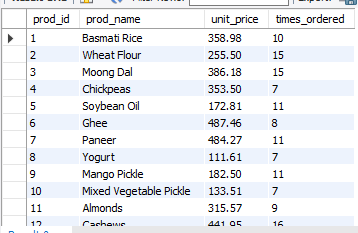 prod_id prod_name unit_price times_ordered
1 Basmati Rice 358.98 10
2 Wheat Flour 255.50 15
3 Moong Dal 386.18 15
4 Chickpeas 353.50 7
5 Soybean Oil 172.81 11
6 Ghee 487.46 8
7 Paneer 484.27 11
8 Yogurt 111.61 7
9 Mango Pickle 182.50 11
10 Mixed Vegetable Pickle 133.51 7
11 Almonds 315.57 9
12 Cashews 441.95 16